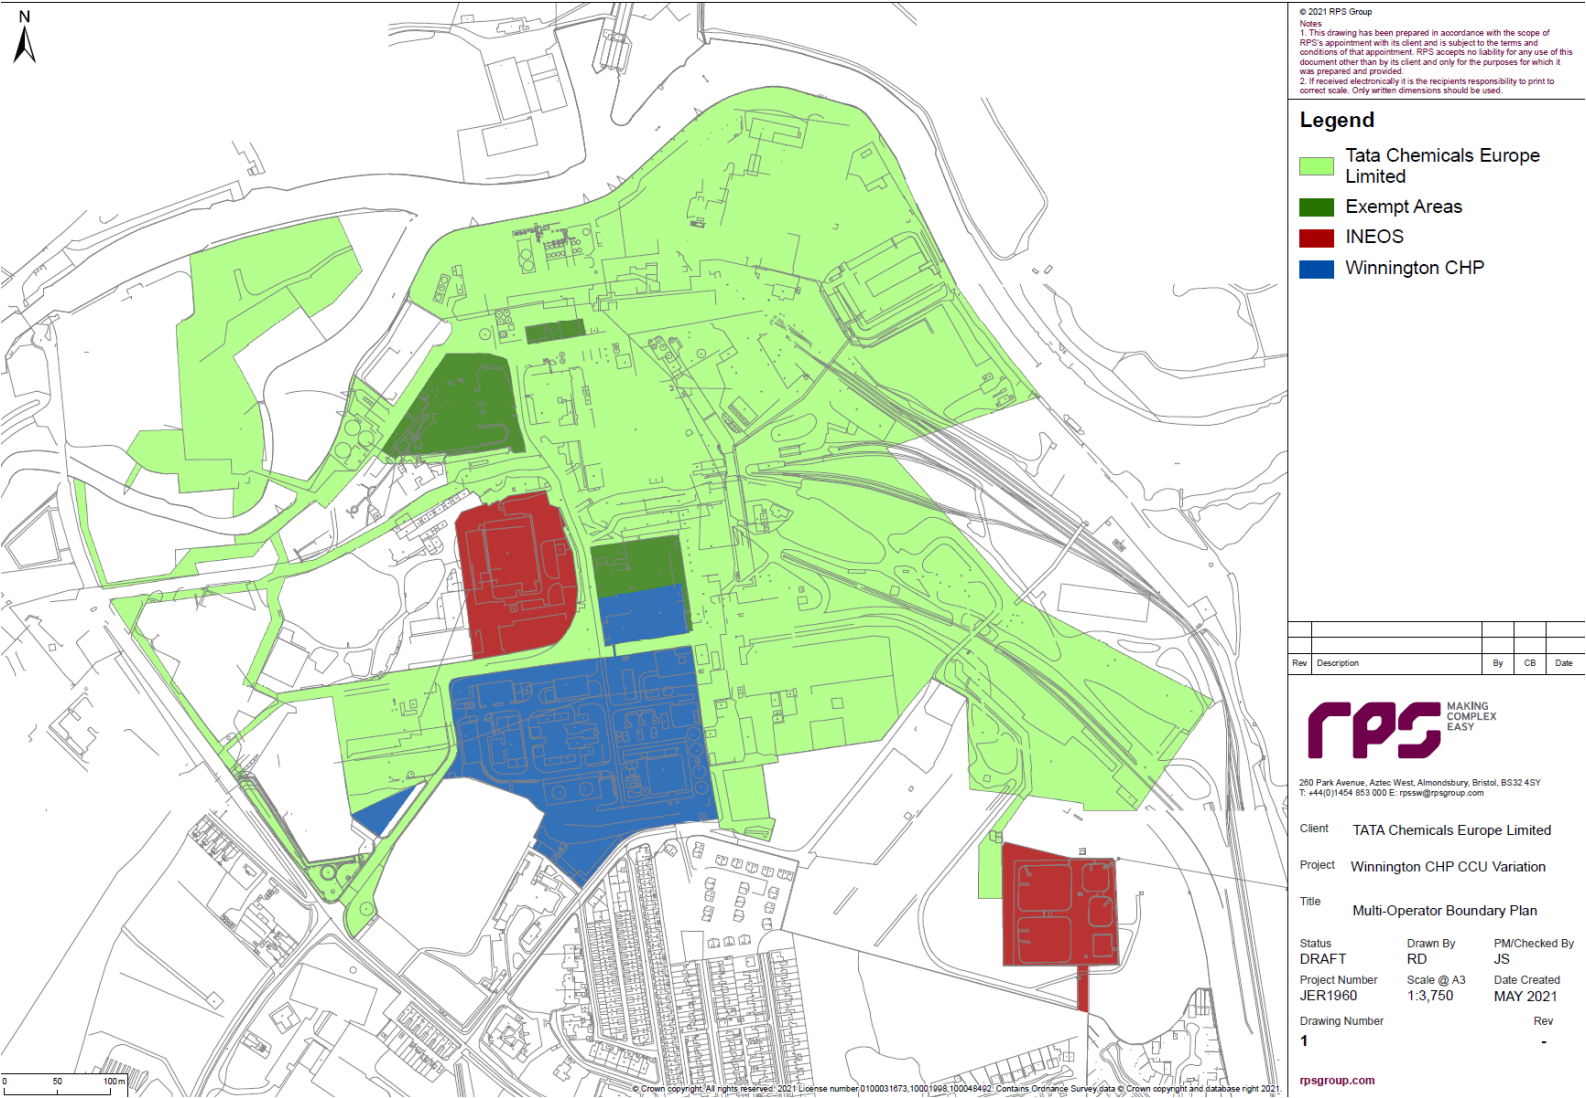 N
© 2021 RPS Group
Notes
1. This drawing has been prepared in accordance with the scope of
RPS's appointment with its client and is subject to the terms and
conditions of that appointment. RPS accepts no liability for any use of this
document other than by its client and only for the purposes for which it
was prepared and provided.
2. If received electronically it is the recipients responsibility to print to
correct scale. Only written dimensions should be used.
Legend
Tata Chemicals Europe
Limited
Exempt Areas
INEOS
Winnington CHP
Rev Description By CB Date
rps MAKING
COMPLEX
EASY
260 Park Avenue, Aztec West, Almondsbury, Bristol, BS32 4SY
T: +44(0)1454 853 000 E: rpssw@rpsgroup.com
Client TATA Chemicals Europe Limited
Project Winnington CHP CCU Variation
Title Multi-Operator Boundary Plan
Status Drawn By PM/Checked By
DRAFT RD JS
Project Number Scale @ A3 Date Created
JER1960 1:3,750 MAY 2021
Drawing Number Rev
1 -
rpsgroup.com
0 50 100 m
© Crown copyright, All rights reserved. 2021 License number 0100031673,10001998,100048492. Contains Ordnance Survey data © Crown copyright and database right 2021.